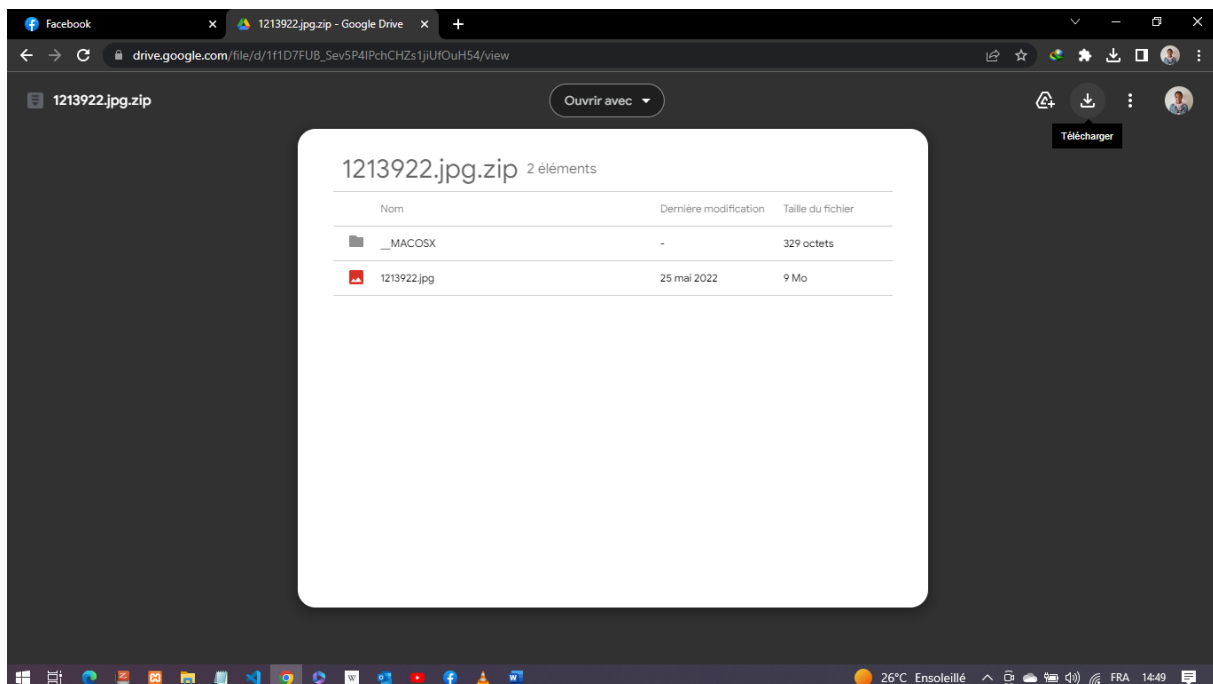 Facebook
1213922.jpg.zip - Google Drive
drive.google.com/file/d/1f1D7FUB_Sev5P4lPchCHZs1jiUfOuH54/view
1213922.jpg.zip
Ouvrir avec
Télécharger
1213922.jpg.zip 2 éléments
Nom Dernière modification Taille du fichier
__MACOSX - 329 octets
1213922.jpg 25 mai 2022 9 Mo
26°C Ensoleillé FRA 14:49